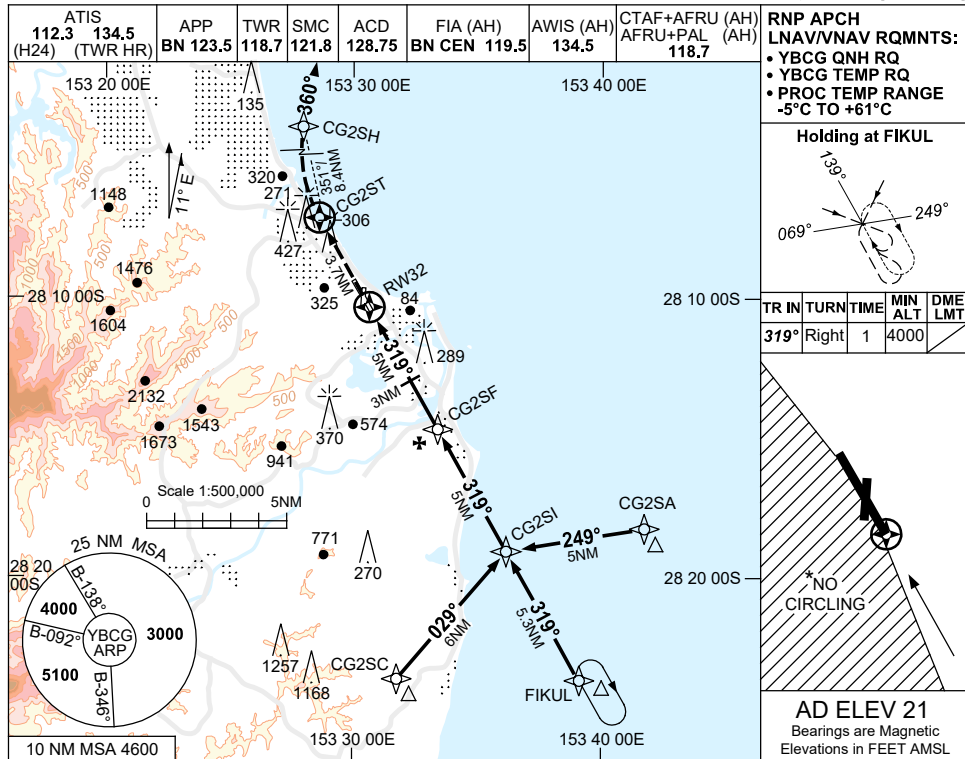 ATIS
112.3 134.5
(H24) (TWR HR)
APP
BN 123.5
TWR
118.7
SMC
121.8
ACD
128.75
FIA (AH)
BN CEN 119.5
AWIS (AH)
134.5
CTAF+AFRU (AH)
AFRU+PAL (AH)
118.7
RNP APCH
LNAV/VNAV RQMNTS:
• YBCG QNH RQ
• YBCG TEMP RQ
• PROC TEMP RANGE
-5°C TO +61°C
153 20 00E
153 30 00E
153 40 00E
135
360°
CG2SH
11° E
351°/
8.4NM
320
271
CG2ST
306
427
500
500
1148
1000
1476
1604
1500
500
1000
2132
1543
1673
500
941
28 10 00S
325
3.7NM
RW32
84
28 10 00S
289
319°
5NM
3NM
CG2SF
370
574
Scale 1:500,000
0 5NM
319°
5NM
CG2SI
CG2SA
249°
5NM
771
270
28 20
00S
28 20 00S
319°
5.3NM
029°
6NM
CG2SC
FIKUL
1257
1168
25 NM MSA
B-138°
4000
B-092°
YBCG
ARP
3000
5100
B-346°
10 NM MSA 4600
153 30 00E
153 40 00E
Holding at FIKUL
139°
249°
069°
TR IN TURN TIME MIN ALT DME LMT
319° Right 1 4000
*NO
CIRCLING
AD ELEV 21
Bearings are Magnetic
Elevations in FEET AMSL